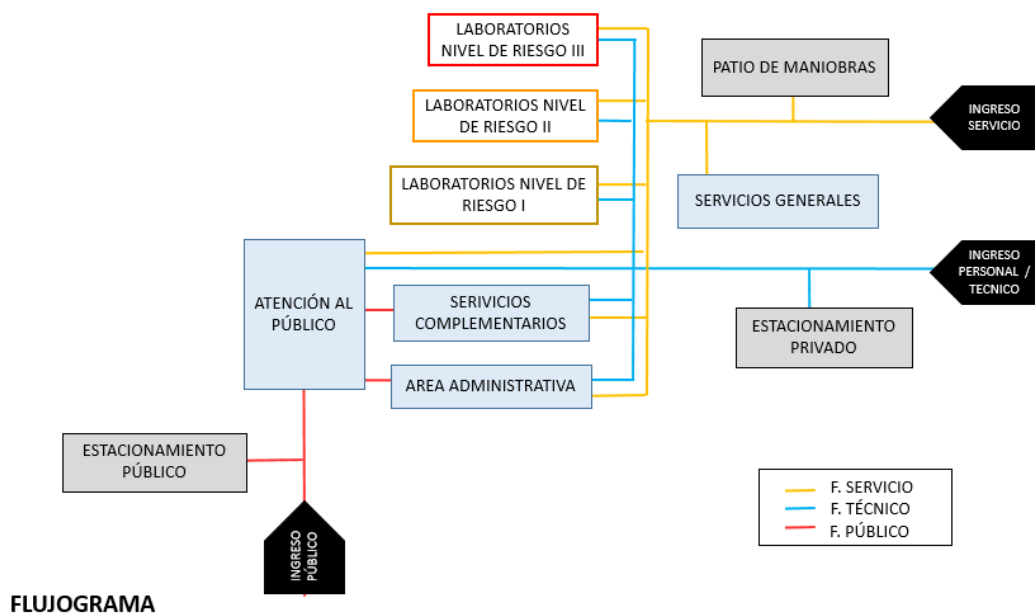 LABORATORIOS
NIVEL DE RIESGO III
PATIO DE MANIOBRAS
INGRESO
SERVICIO
LABORATORIOS NIVEL
DE RIESGO II
LABORATORIOS NIVEL DE
RIESGO I
SERVICIOS GENERALES
INGRESO
PERSONAL /
TECNICO
ATENCIÓN AL
PÚBLICO
SERIVICIOS
COMPLEMENTARIOS
ESTACIONAMIENTO
PRIVADO
AREA ADMINISTRATIVA
ESTACIONAMIENTO
PÚBLICO
F. SERVICIO
F. TÉCNICO
F. PÚBLICO
INGRESO
PÚBLICO
FLUJOGRAMA